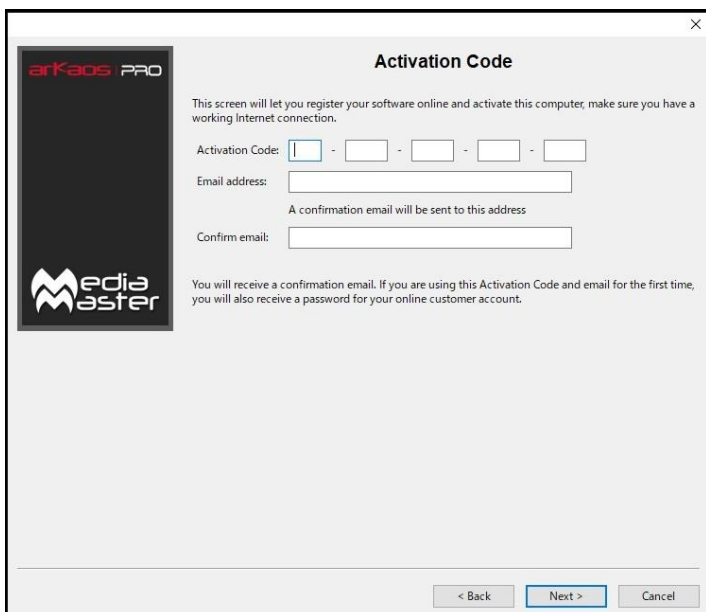 arKaos PRO
Activation Code
This screen will let you register your software online and activate this computer, make sure you have a
working Internet connection.
Activation Code: - - - -
Email address:
A confirmation email will be sent to this address
Confirm email:
Media
Master
You will receive a confirmation email. If you are using this Activation Code and email for the first time,
you will also receive a password for your online customer account.
< Back Next > Cancel